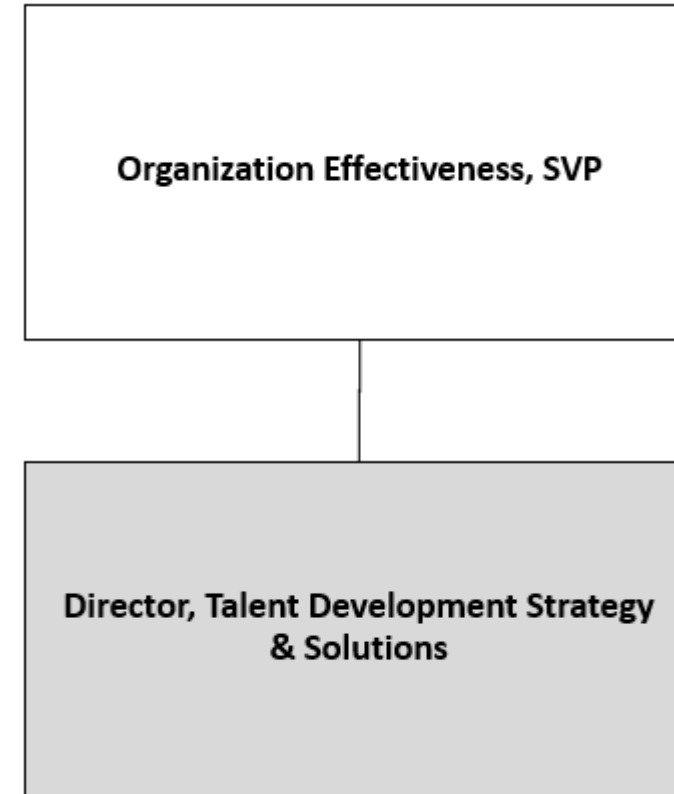 Organization Effectiveness, SVP
Director, Talent Development Strategy
& Solutions